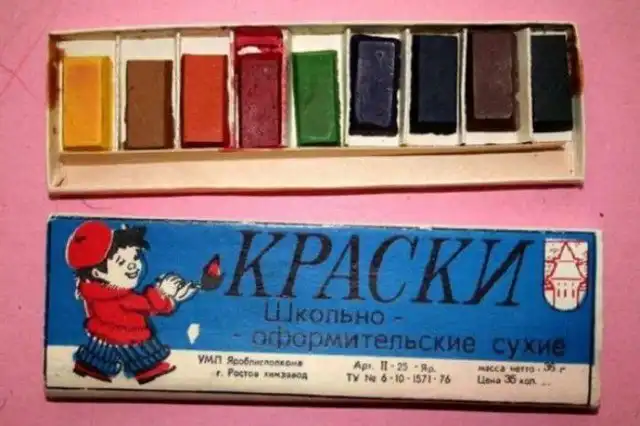 КРАСКИ
Школьно -
- оформительские сухие
УМП Яроблисполкома
г. Ростов химзавод
Арт. II - 25 - Яр.
ТУ № 6-10-1571-76
масса нетто - 35 г
Цена 35 коп.